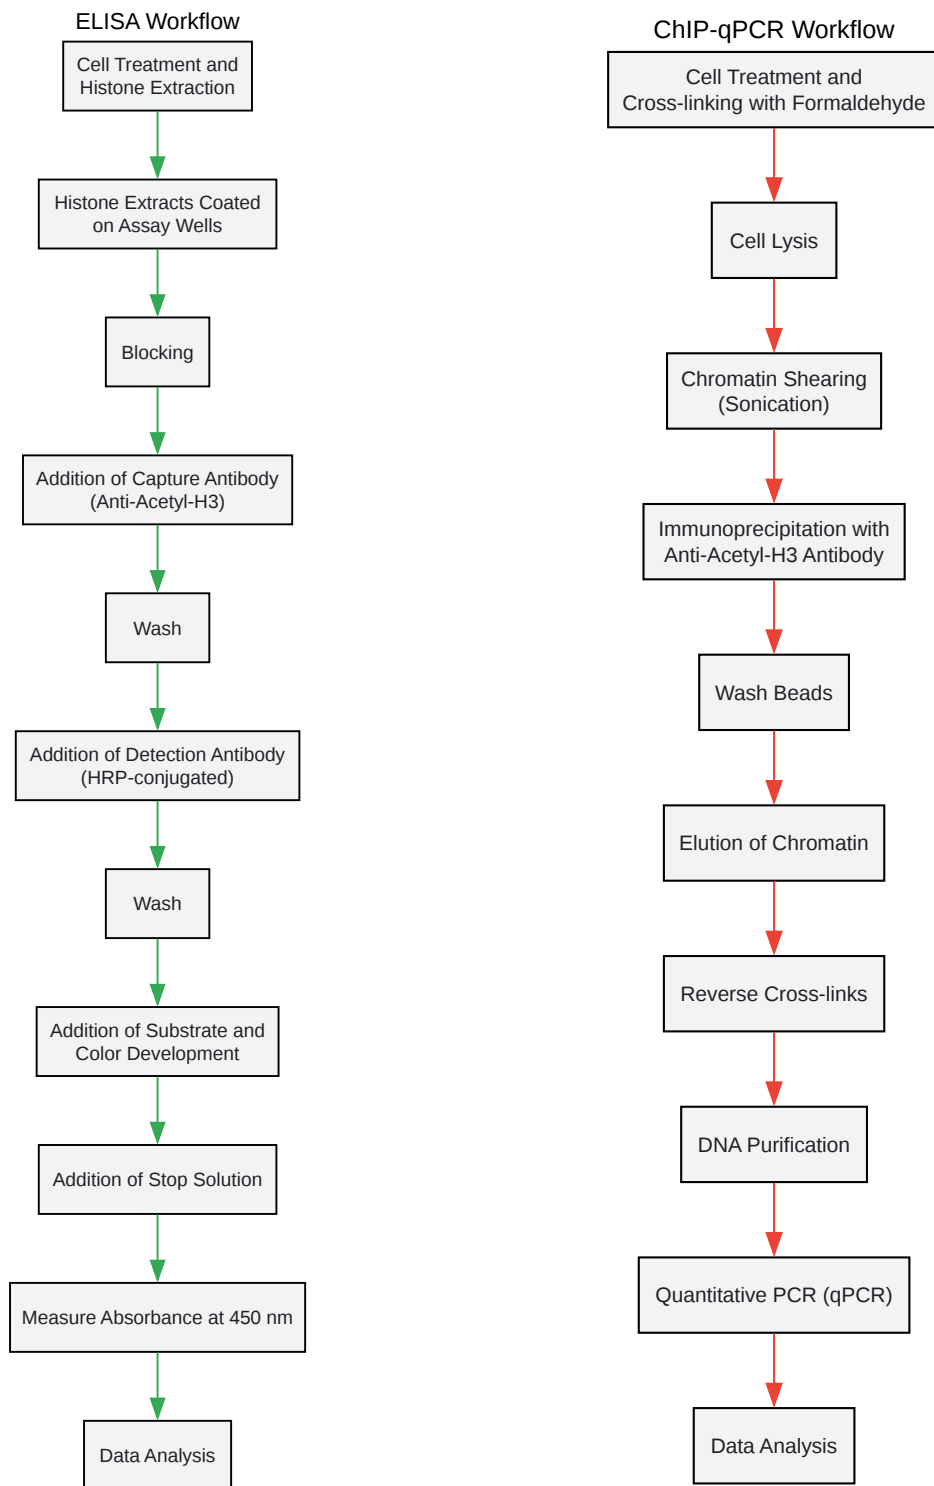 ELISA Workflow
Cell Treatment and
Histone Extraction
Histone Extracts Coated
on Assay Wells
Blocking
Addition of Capture Antibody
(Anti-Acetyl-H3)
Wash
Addition of Detection Antibody
(HRP-conjugated)
Wash
Addition of Substrate and
Color Development
Addition of Stop Solution
Measure Absorbance at 450 nm
Data Analysis
ChIP-qPCR Workflow
Cell Treatment and
Cross-linking with Formaldehyde
Cell Lysis
Chromatin Shearing
(Sonication)
Immunoprecipitation with
Anti-Acetyl-H3 Antibody
Wash Beads
Elution of Chromatin
Reverse Cross-links
DNA Purification
Quantitative PCR (qPCR)
Data Analysis